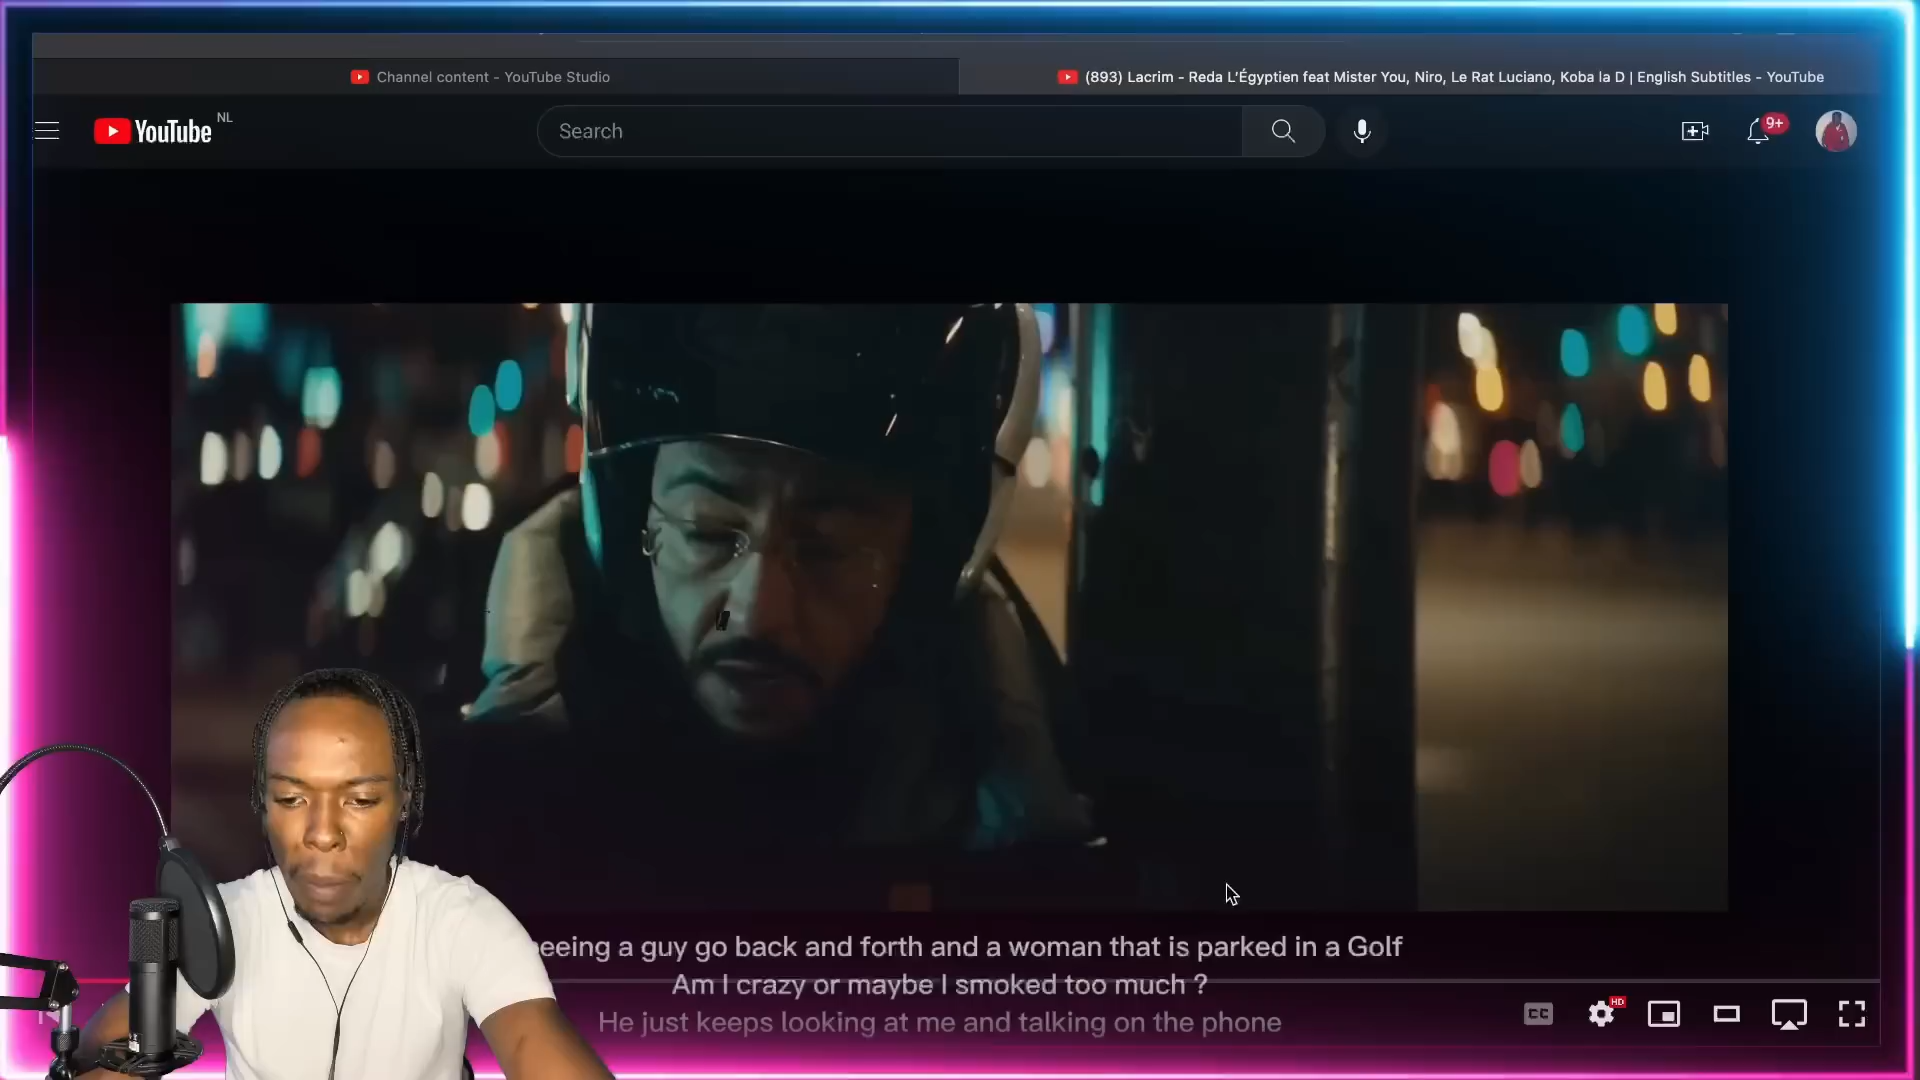 Channel content - YouTube Studio
(893) Lacrim - Reda L'Égyptien feat Mister You, Niro, Le Rat Luciano, Koba la D | English Subtitles - YouTube
YouTube NL
Search
9+
a guy go back and forth and a woman that is parked in a Golf
Am I crazy or maybe I smoked too much ?
He just keeps looking at me and talking on the phone
CC
HD